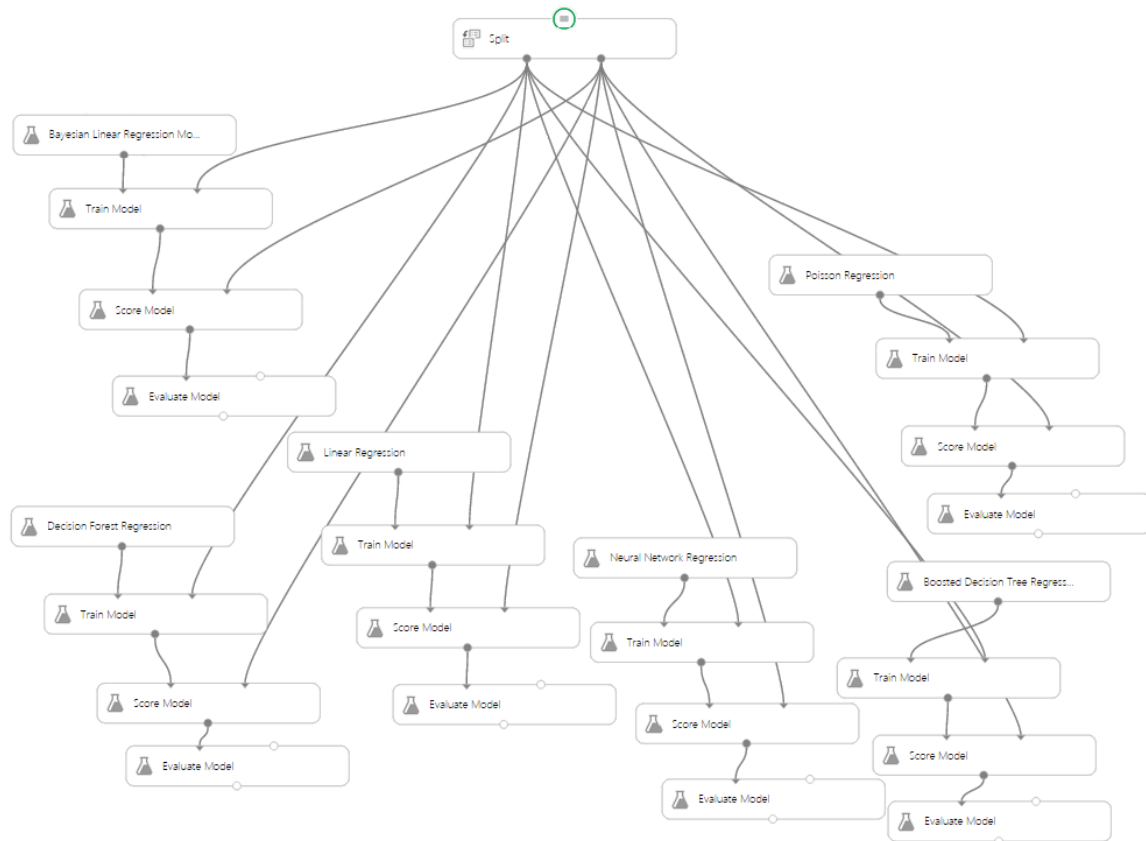 Split
Bayesian Linear Regression Mo...
Train Model
Score Model
Evaluate Model
Poisson Regression
Train Model
Score Model
Evaluate Model
Linear Regression
Train Model
Score Model
Evaluate Model
Decision Forest Regression
Train Model
Score Model
Evaluate Model
Neural Network Regression
Train Model
Score Model
Evaluate Model
Boosted Decision Tree Regress...
Train Model
Score Model
Evaluate Model